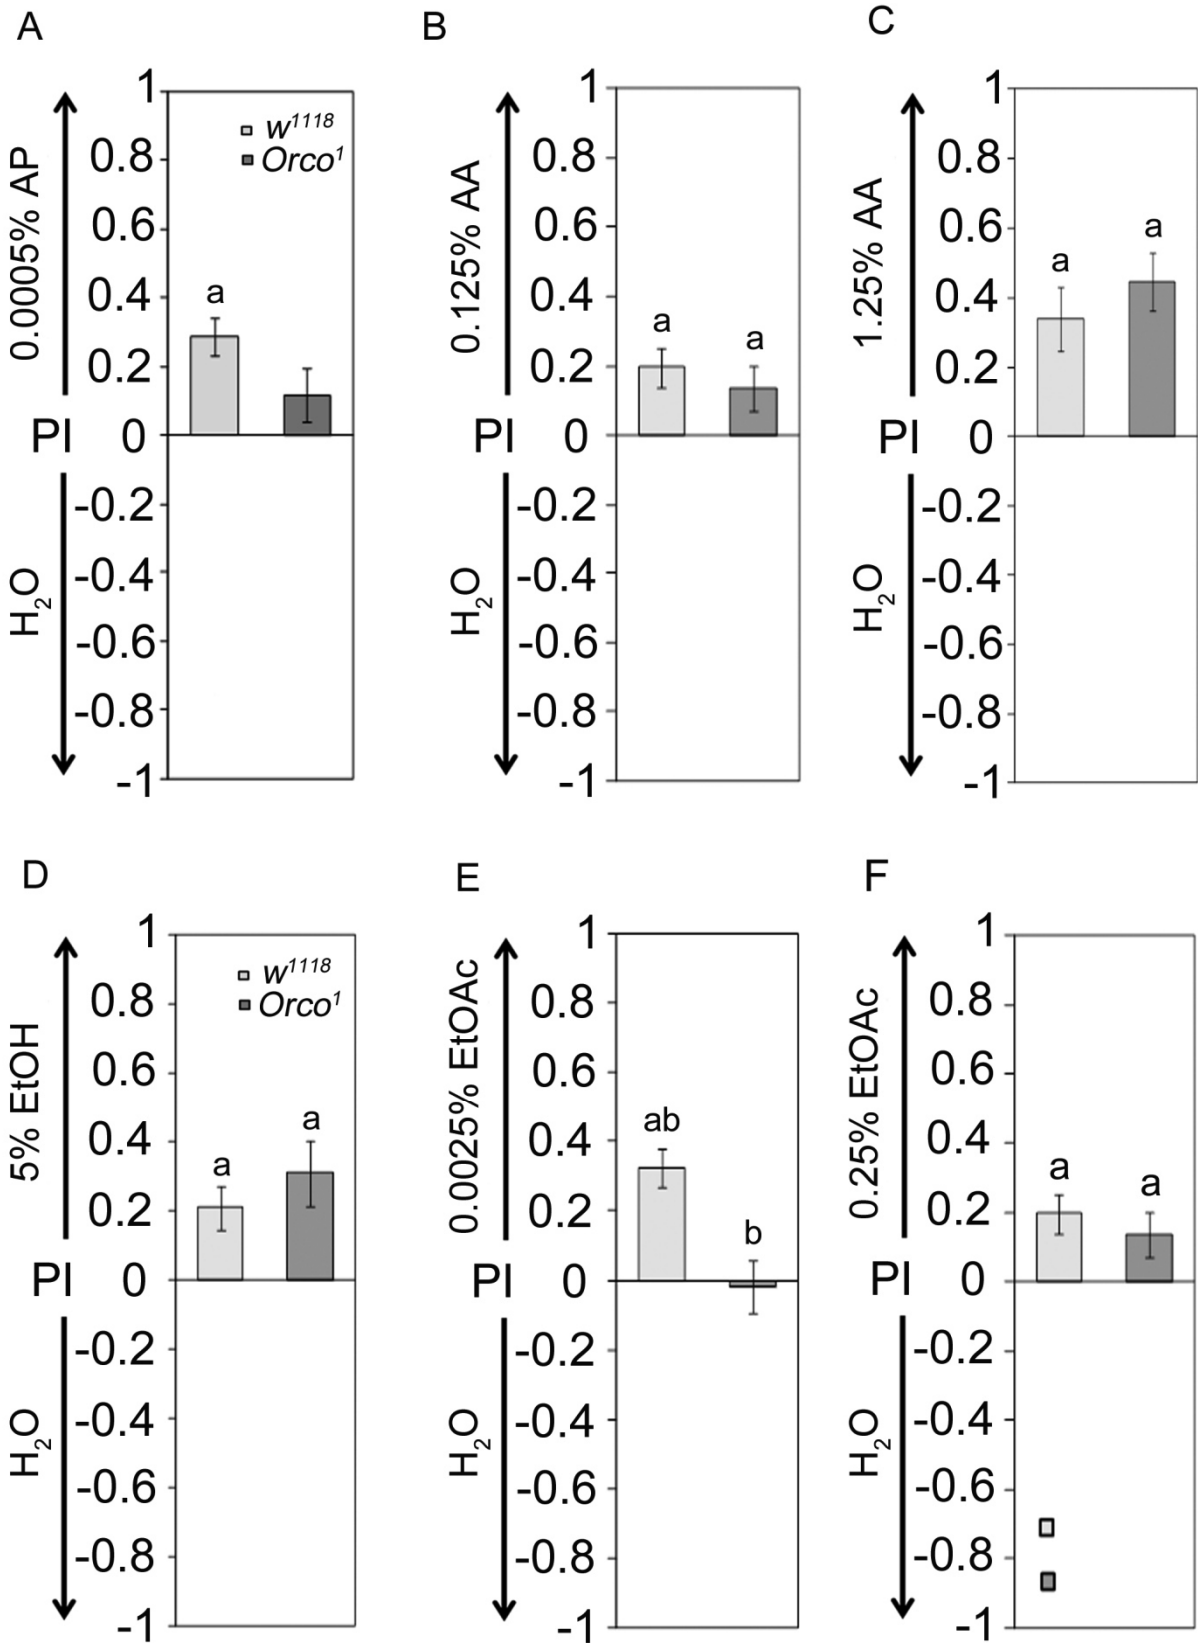 A
0.0005% AP
PI
H2O
1
0.8
0.6
0.4
0.2
0
-0.2
-0.4
-0.6
-0.8
-1
w1118
Orco1
a
B
0.125% AA
H2O
1
0.8
0.6
0.4
0.2
0
-0.2
-0.4
-0.6
-0.8
-1
a
a
C
1.25% AA
PI
H2O
1
0.8
0.6
0.4
0.2
0
-0.2
-0.4
-0.6
-0.8
-1
a
a
D
5% EtOH
PI
H2O
1
0.8
0.6
0.4
0.2
0
-0.2
-0.4
-0.6
-0.8
-1
w1118
Orco1
a
a
E
0.0025% EtOAc
PI
H2O
1
0.8
0.6
0.4
0.2
0
-0.2
-0.4
-0.6
-0.8
-1
ab
b
F
0.25% EtOAc
PI
H2O
1
0.8
0.6
0.4
0.2
0
-0.2
-0.4
-0.6
-0.8
-1
a
a